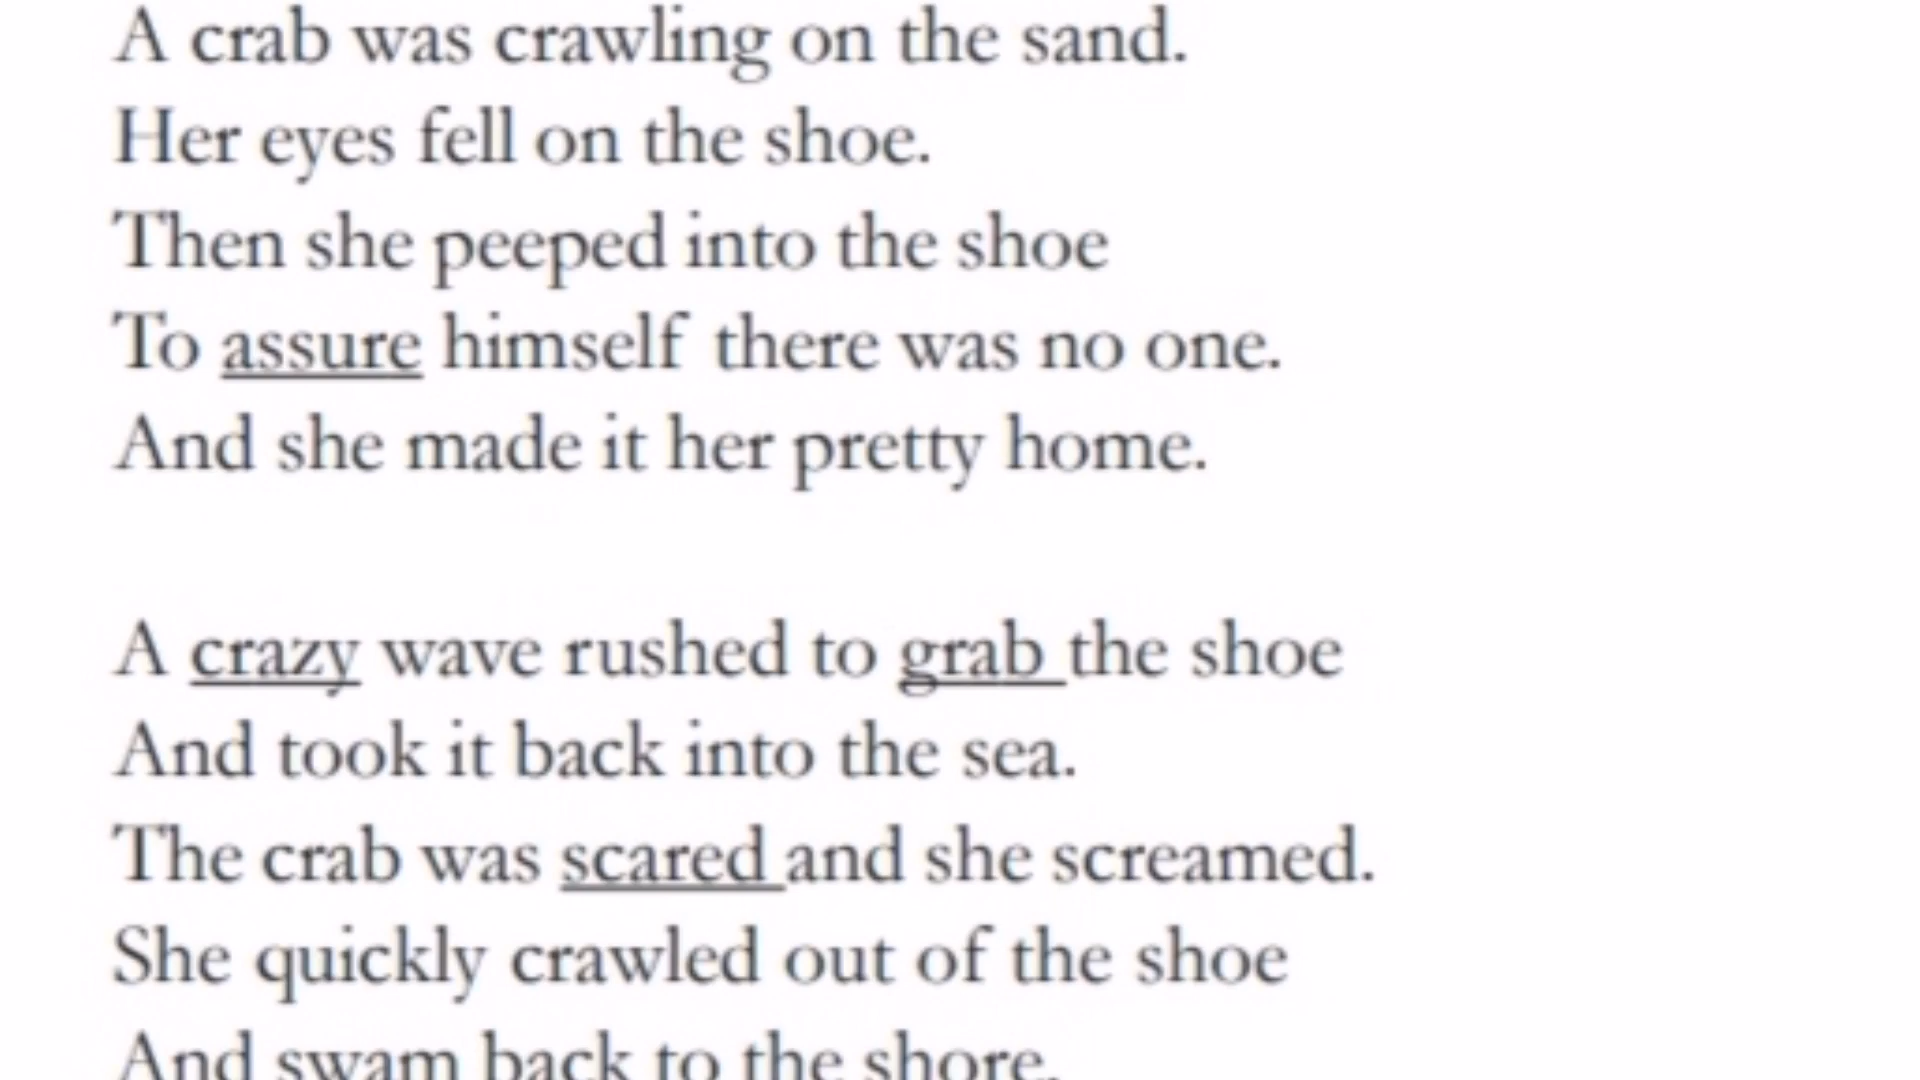 A crab was crawling on the sand.
Her eyes fell on the shoe.
Then she peeped into the shoe
To assure himself there was no one.
And she made it her pretty home.
A crazy wave rushed to grab the shoe
And took it back into the sea.
The crab was scared and she screamed.
She quickly crawled out of the shoe
And swam back to the shore.